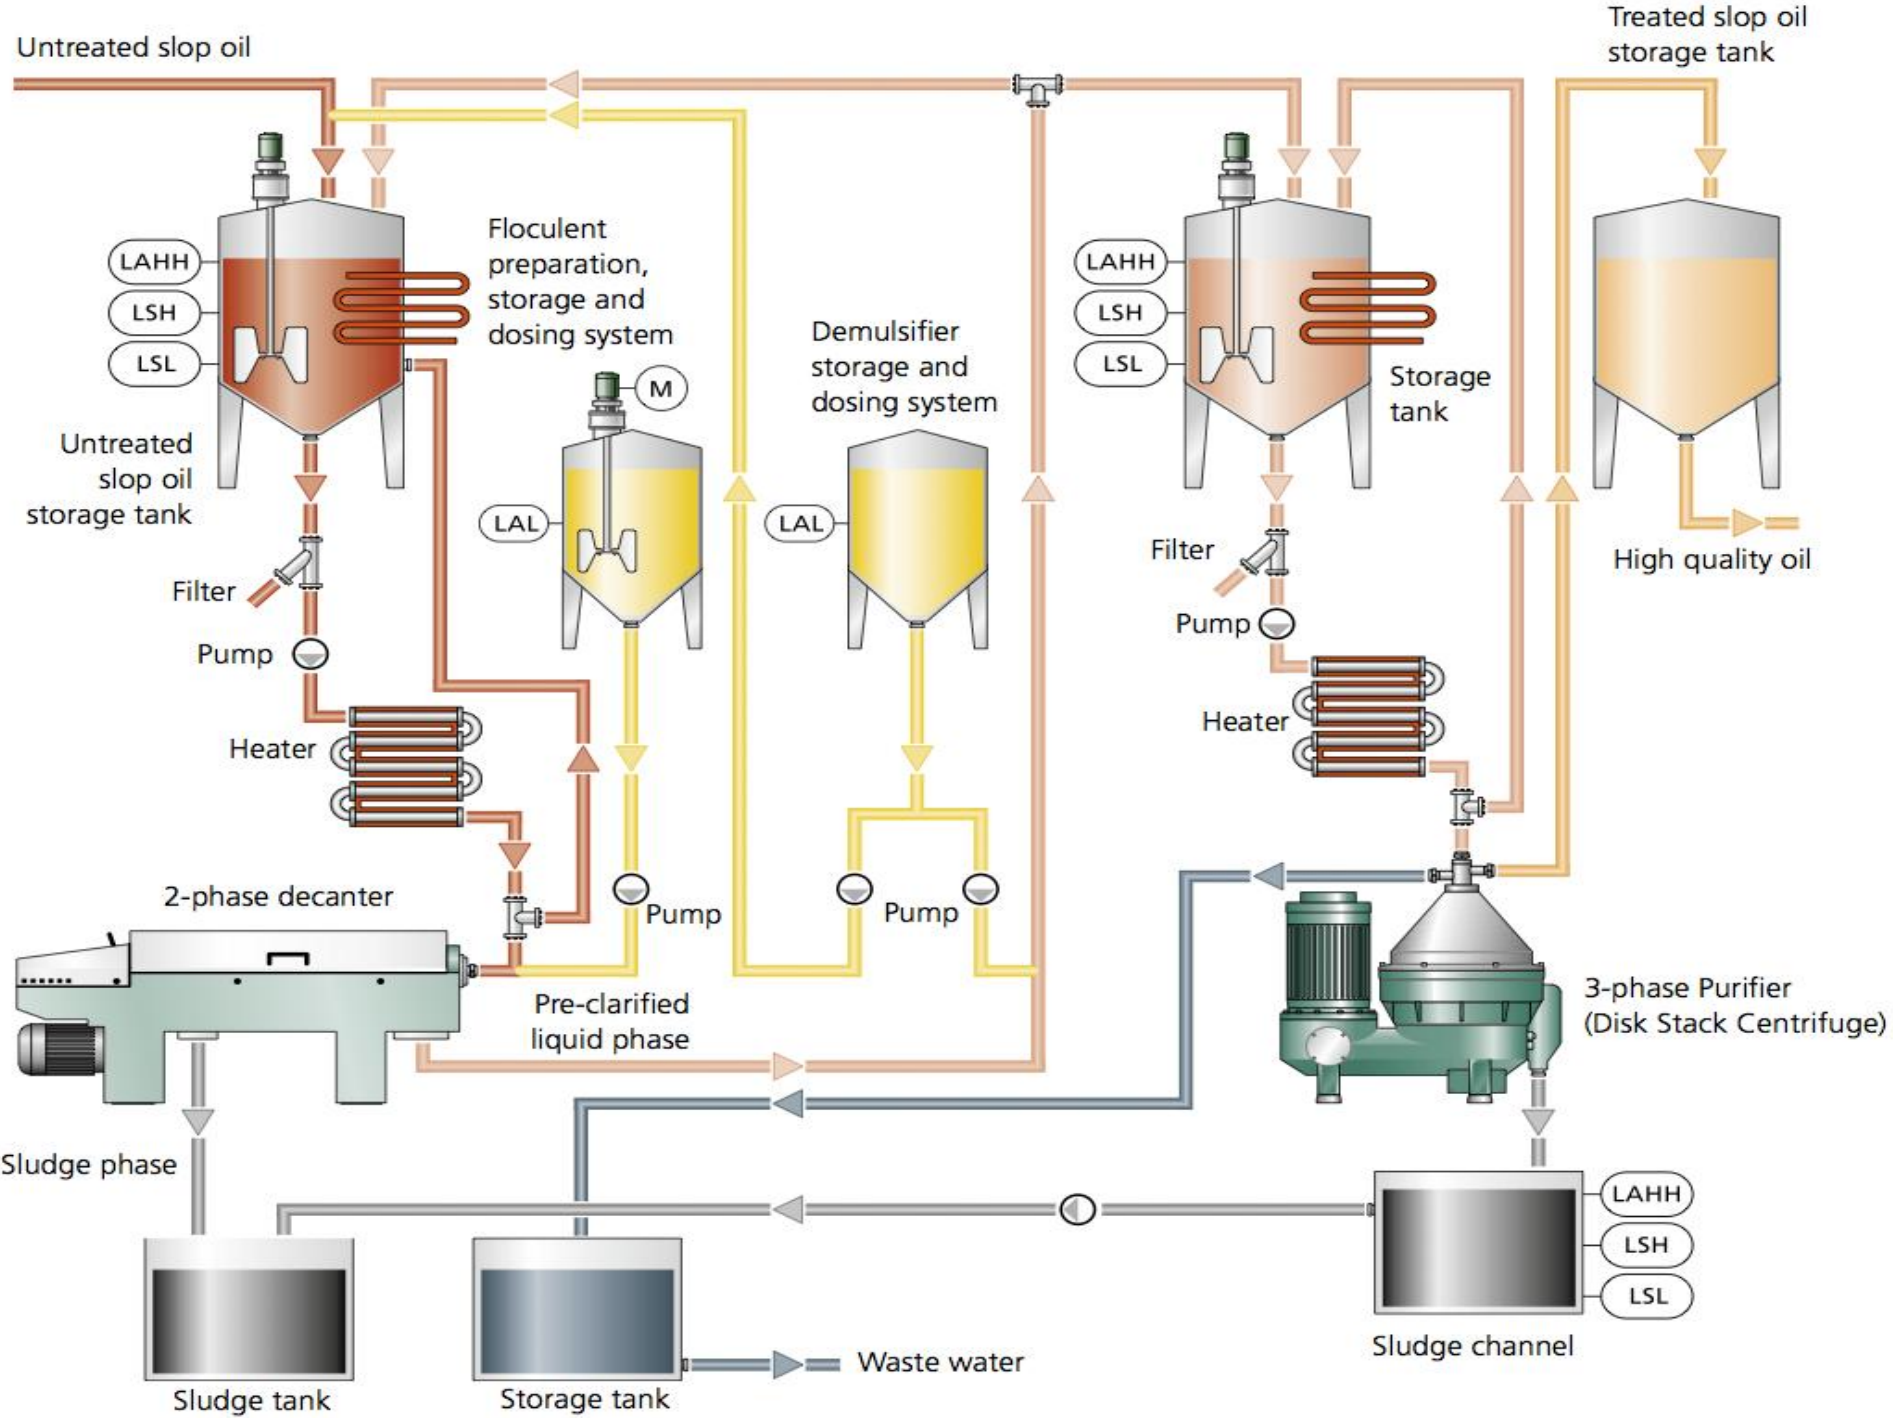 Untreated slop oil
Treated slop oil
storage tank
LAHH
LSH
LSL
Floculent
preparation,
storage and
dosing system
M
Demulsifier
storage and
dosing system
LAHH
LSH
LSL
Storage
tank
Untreated
slop oil
storage tank
LAL
LAL
Filter
Pump
Heater
Filter
Pump
Heater
High quality oil
2-phase decanter
Pump
Pump
Pre-clarified
liquid phase
3-phase Purifier
(Disk Stack Centrifuge)
Sludge phase
LAHH
LSH
LSL
Sludge channel
Sludge tank
Storage tank
Waste water